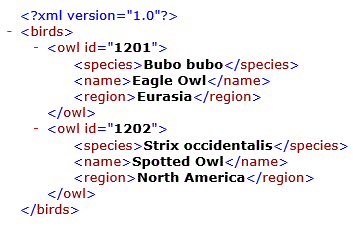 <?xml version="1.0"?>
- <birds>
- <owl id="1201">
<species>Bubo bubo</species>
<name>Eagle Owl</name>
<region>Eurasia</region>
</owl>
- <owl id="1202">
<species>Strix occidentalis</species>
<name>Spotted Owl</name>
<region>North America</region>
</owl>
</birds>